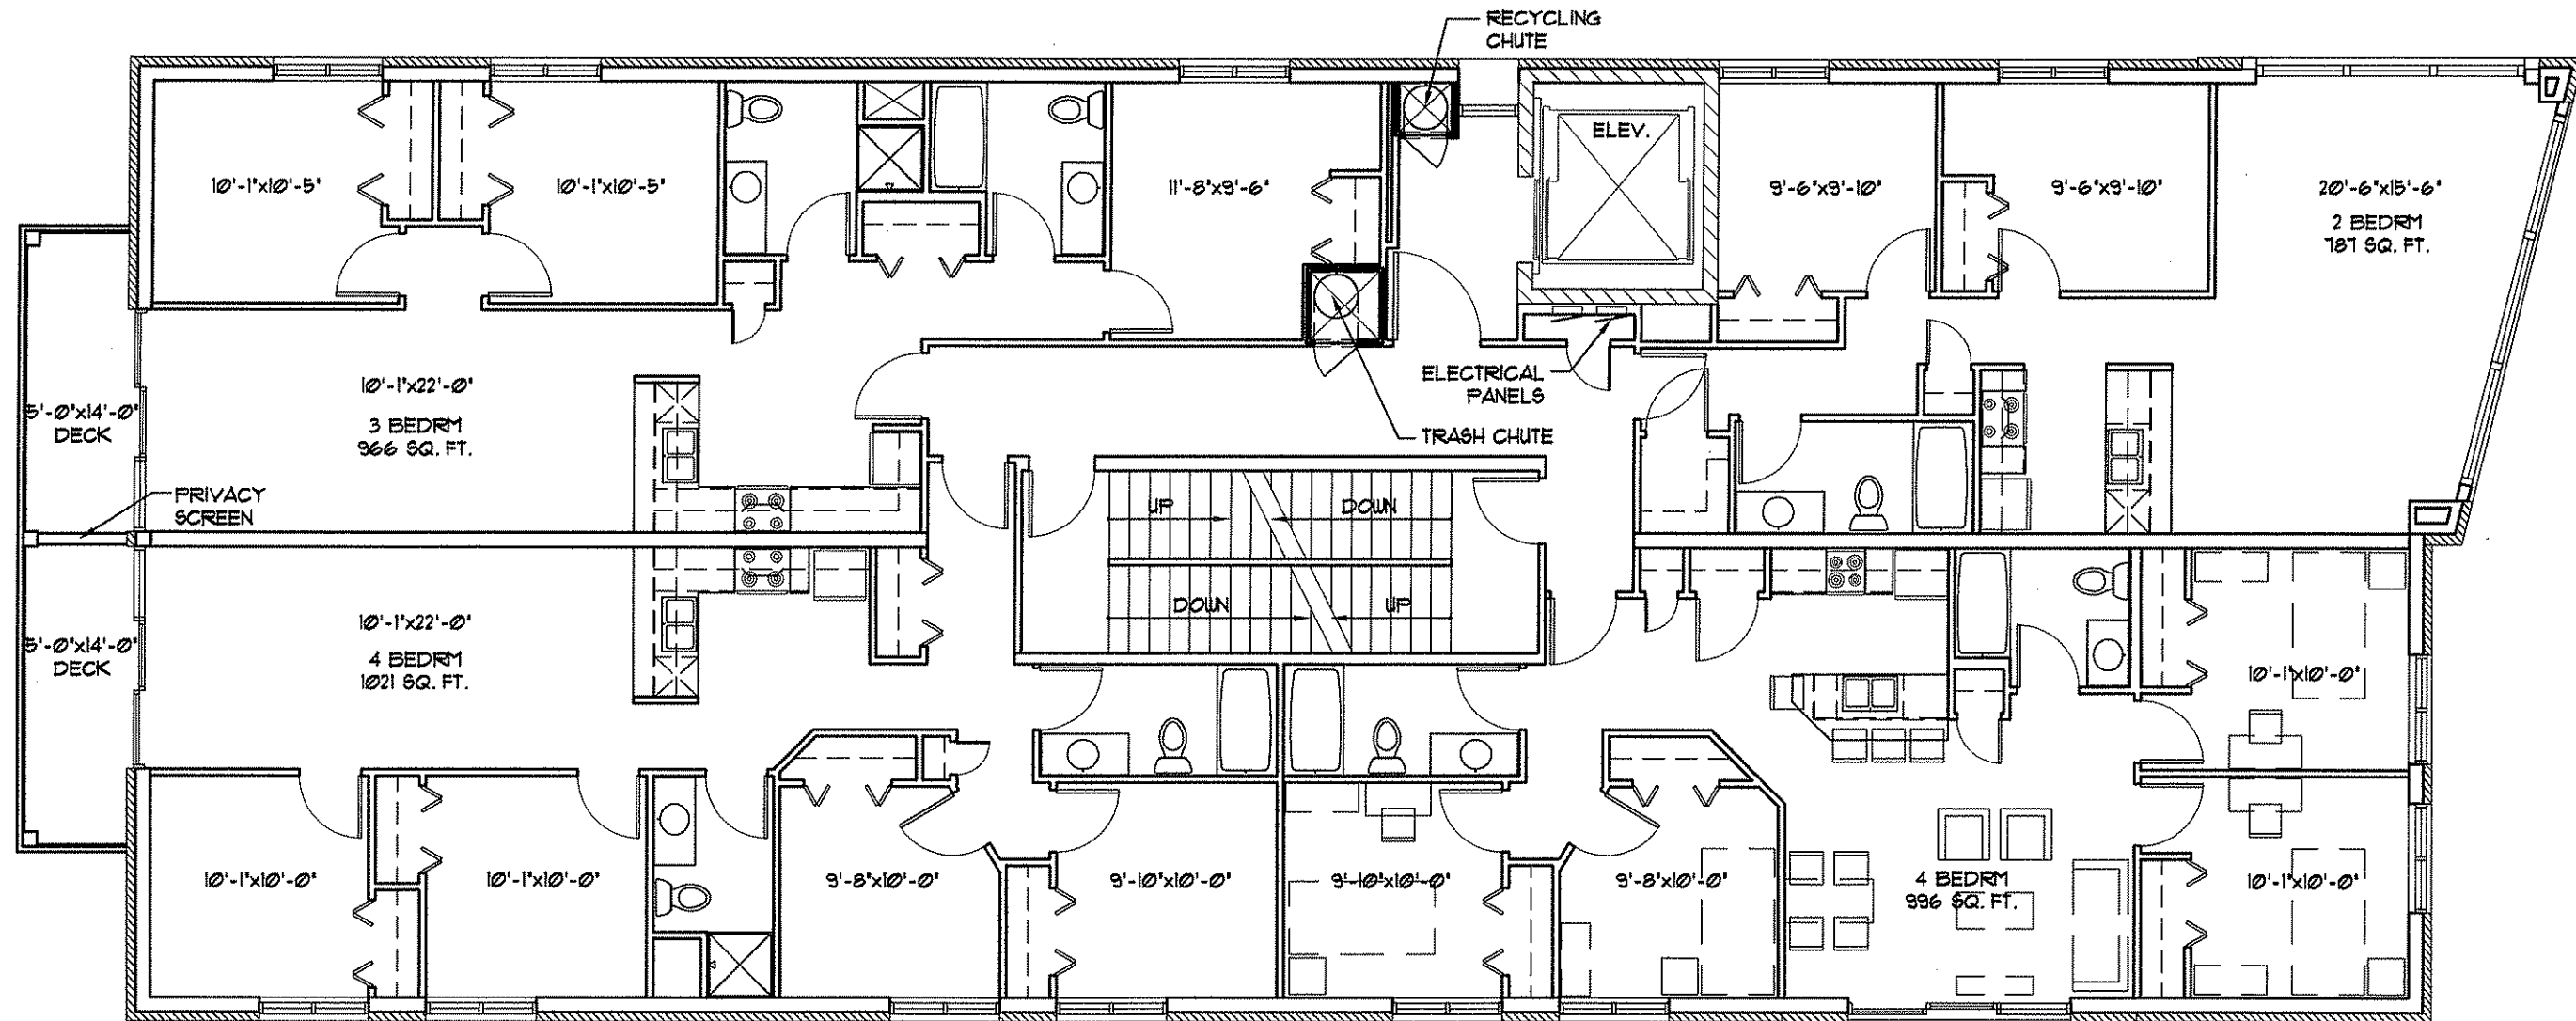 RECYCLING
CHUTE
ELEV.
10'-1"x10'-5"
10'-1"x10'-5"
11'-8"x9'-6"
9'-6"x9'-10"
9'-6"x9'-10"
20'-6"x15'-6"
2 BEDRM
787 SQ. FT.
10'-1"x22'-0"
3 BEDRM
966 SQ. FT.
5'-0"x14'-0"
DECK
ELECTRICAL
PANELS
TRASH CHUTE
PRIVACY
SCREEN
UP
DOWN
DOWN
UP
10'-1"x22'-0"
4 BEDRM
1021 SQ. FT.
5'-0"x14'-0"
DECK
10'-1"x10'-0"
10'-1"x10'-0"
10'-1"x10'-0"
9'-8"x10'-0"
9'-10"x10'-0"
9'-10"x10'-0"
9'-8"x10'-0"
4 BEDRM
996 SQ. FT.
10'-1"x10'-0"